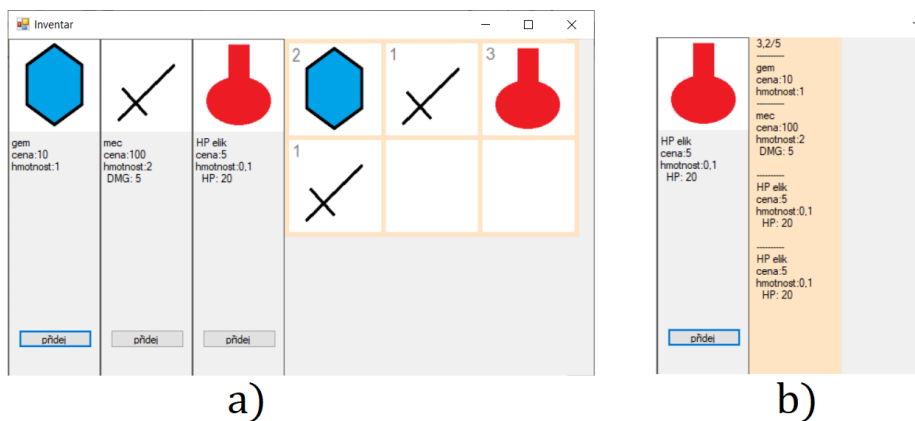 Inventar
gem
cena:10
hmotnost:1
přidej
mec
cena:100
hmotnost:2
DMG: 5
přidej
HP elik
cena:5
hmotnost:0,1
HP: 20
přidej
2
1
3
1
a)
HP elik
cena:5
hmotnost:0,1
HP: 20
přidej
3,2/5
----------
gem
cena:10
hmotnost:1
----------
mec
cena:100
hmotnost:2
DMG: 5
----------
HP elik
cena:5
hmotnost:0,1
HP: 20
----------
HP elik
cena:5
hmotnost:0,1
HP: 20
b)